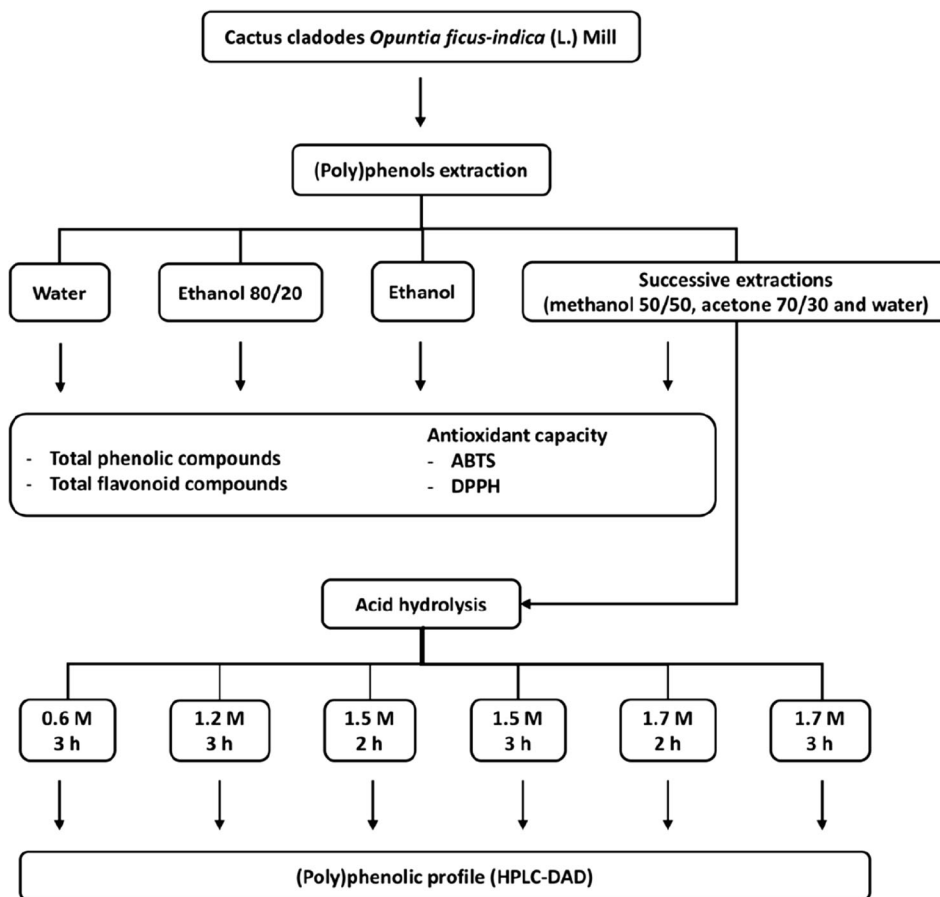 Cactus cladodes Opuntia ficus-indica (L.) Mill
(Poly)phenols extraction
Water
Ethanol 80/20
Ethanol
Successive extractions
(methanol 50/50, acetone 70/30 and water)
- Total phenolic compounds
- Total flavonoid compounds
Antioxidant capacity
- ABTS
- DPPH
Acid hydrolysis
0.6 M
3 h
1.2 M
3 h
1.5 M
2 h
1.5 M
3 h
1.7 M
2 h
1.7 M
3 h
(Poly)phenolic profile (HPLC-DAD)